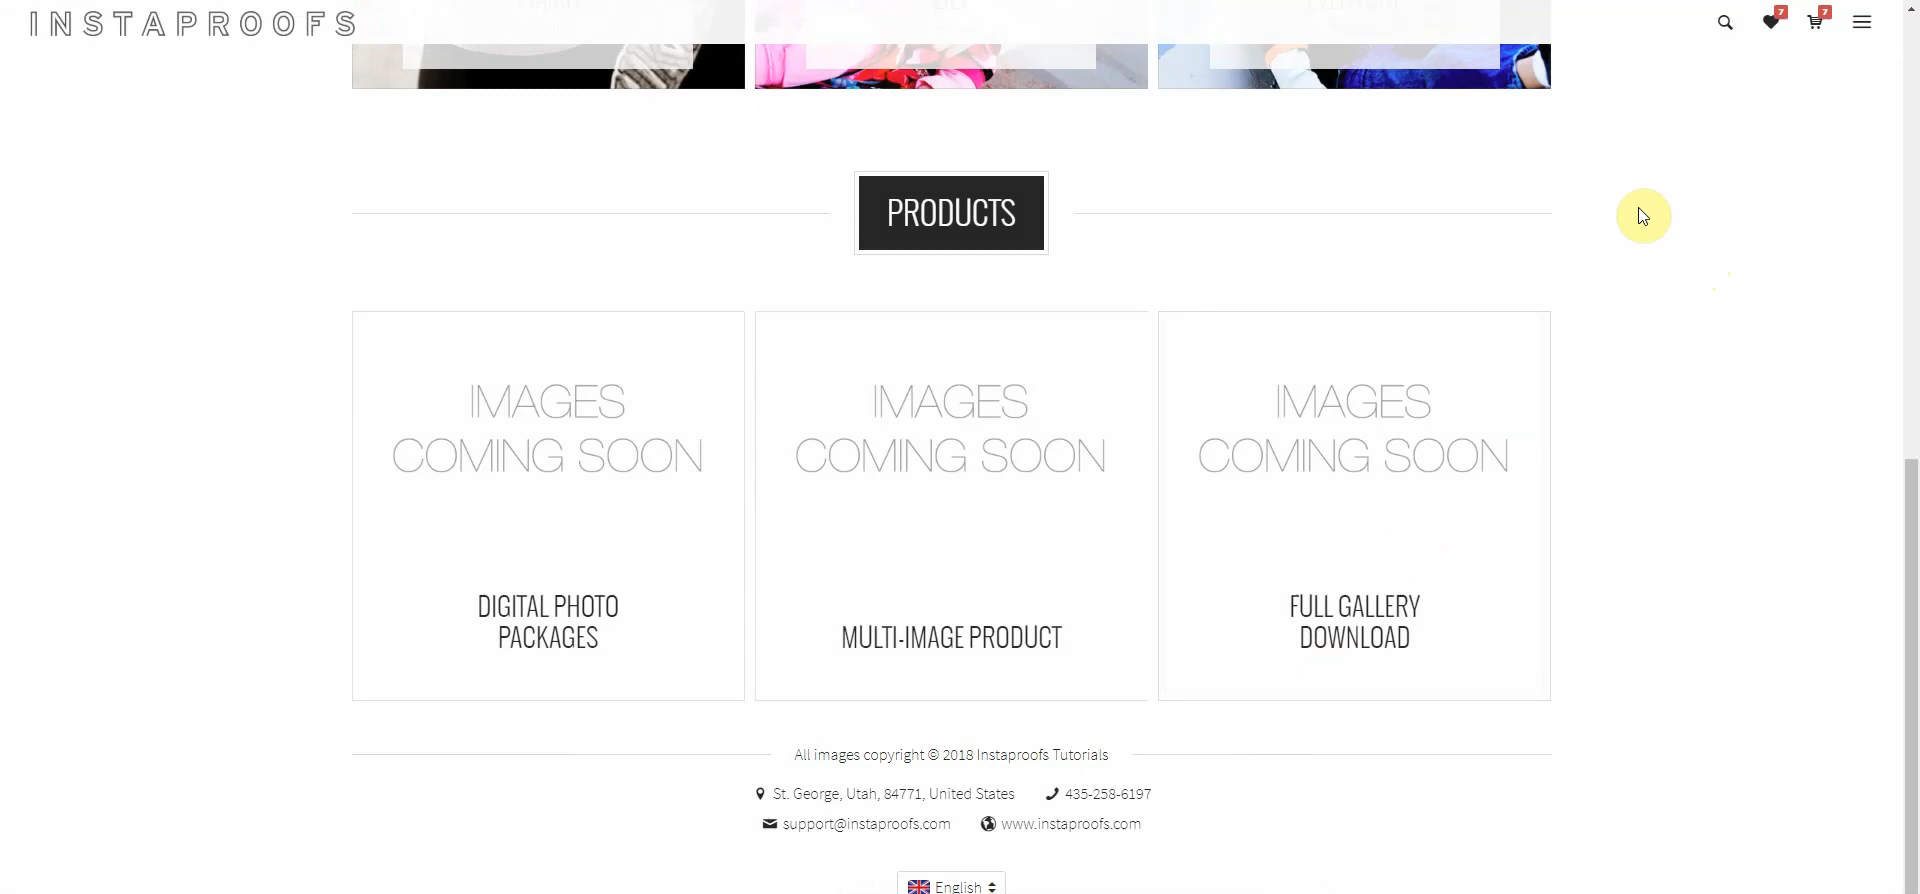 INSTAPROOFS
7
7
PRODUCTS
IMAGES
COMING SOON
IMAGES
COMING SOON
IMAGES
COMING SOON
DIGITAL PHOTO
PACKAGES
MULTI-IMAGE PRODUCT
FULL GALLERY
DOWNLOAD
All images copyright © 2018 Instaproofs Tutorials
St. George, Utah, 84771, United States
435-258-6197
support@instaproofs.com
www.instaproofs.com
English